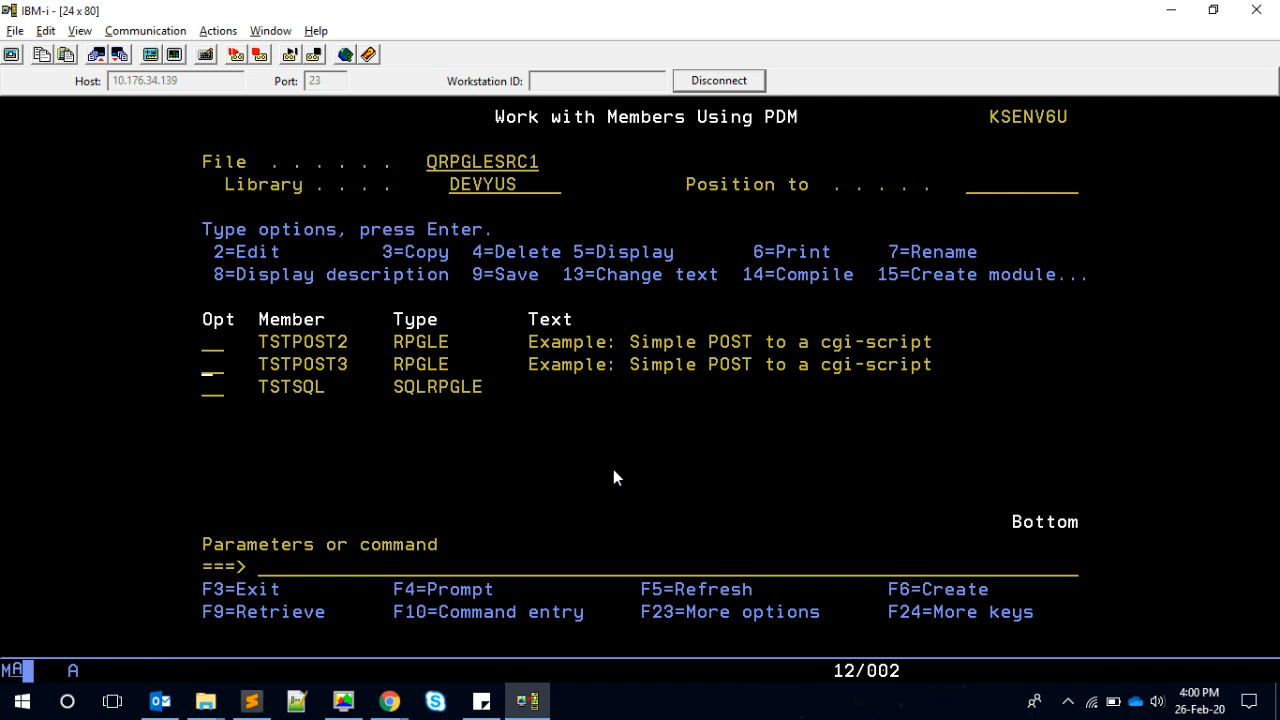 IBM-i - [24 x 80]
File Edit View Communication Actions Window Help
Host: 10.176.34.139 Port: 23 Workstation ID: Disconnect
Work with Members Using PDM KSENV6U
File . . . . . . QRPGLESRC1
Library . . . . DEVYUS Position to . . . . .
Type options, press Enter.
2=Edit 3=Copy 4=Delete 5=Display 6=Print 7=Rename
8=Display description 9=Save 13=Change text 14=Compile 15=Create module...
Opt Member Type Text
TSTPOST2 RPGLE Example: Simple POST to a cgi-script
TSTPOST3 RPGLE Example: Simple POST to a cgi-script
TSTSQL SQLRPGLE
Bottom
Parameters or command
===>
F3=Exit F4=Prompt F5=Refresh F6=Create
F9=Retrieve F10=Command entry F23=More options F24=More keys
MA A 12/002
4:00 PM
26-Feb-20